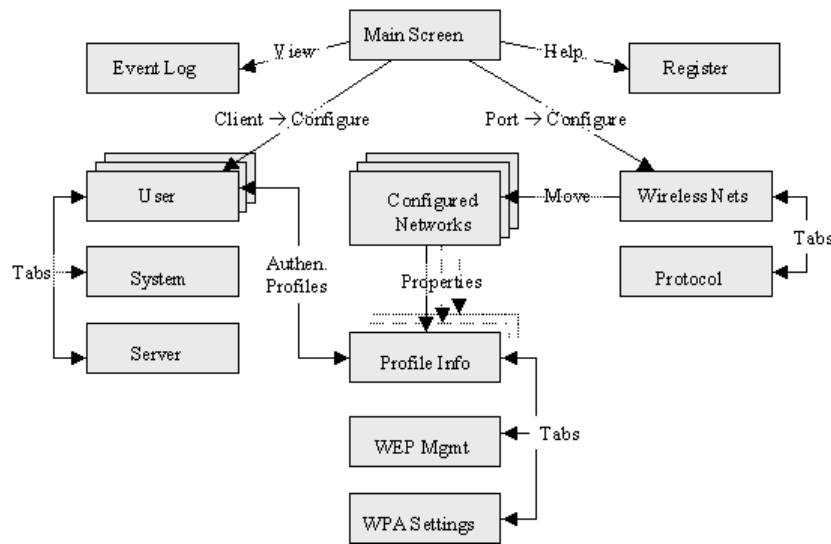 Main Screen
View
Help
Event Log
Register
Client → Configure
Port → Configure
User
Configured
Networks
Move
Wireless Nets
Tabs
Tabs
System
Authen.
Profiles
Properties
Protocol
Server
Profile Info
WEP Mgmt
Tabs
WPA Settings